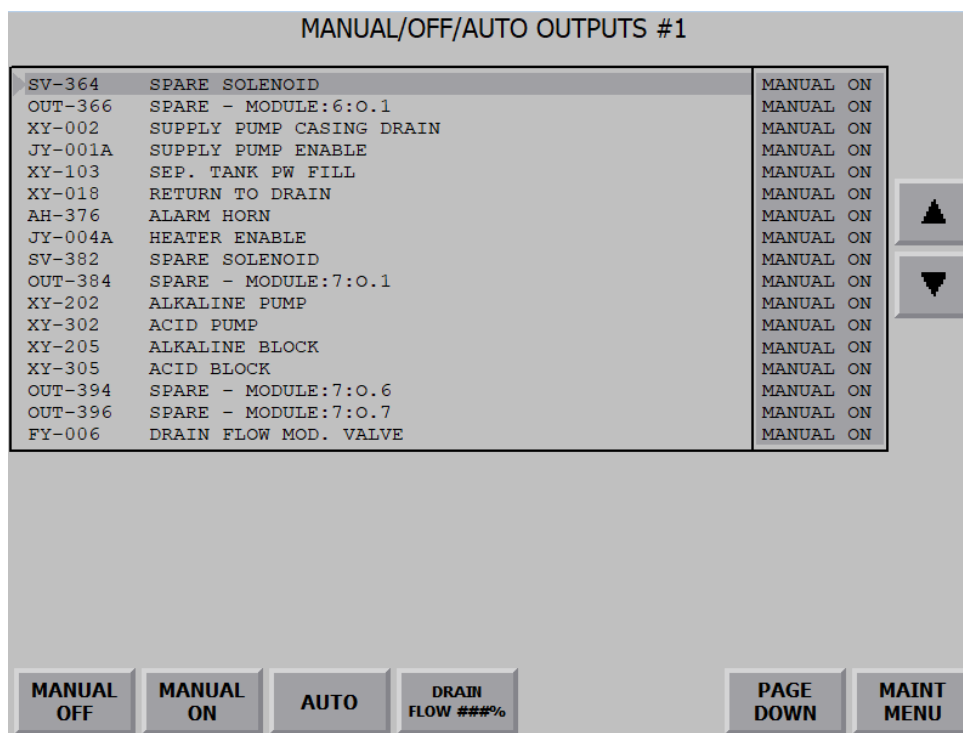 MANUAL/OFF/AUTO OUTPUTS #1
SV-364 SPARE SOLENOID MANUAL ON
OUT-366 SPARE - MODULE:6:O.1 MANUAL ON
XY-002 SUPPLY PUMP CASING DRAIN MANUAL ON
JY-001A SUPPLY PUMP ENABLE MANUAL ON
XY-103 SEP. TANK PW FILL MANUAL ON
XY-018 RETURN TO DRAIN MANUAL ON
AH-376 ALARM HORN MANUAL ON
JY-004A HEATER ENABLE MANUAL ON
SV-382 SPARE SOLENOID MANUAL ON
OUT-384 SPARE - MODULE:7:O.1 MANUAL ON
XY-202 ALKALINE PUMP MANUAL ON
XY-302 ACID PUMP MANUAL ON
XY-205 ALKALINE BLOCK MANUAL ON
XY-305 ACID BLOCK MANUAL ON
OUT-394 SPARE - MODULE:7:O.6 MANUAL ON
OUT-396 SPARE - MODULE:7:O.7 MANUAL ON
FY-006 DRAIN FLOW MOD. VALVE MANUAL ON
MANUAL
OFF
MANUAL
ON
AUTO
DRAIN
FLOW ###%
PAGE
DOWN
MAINT
MENU